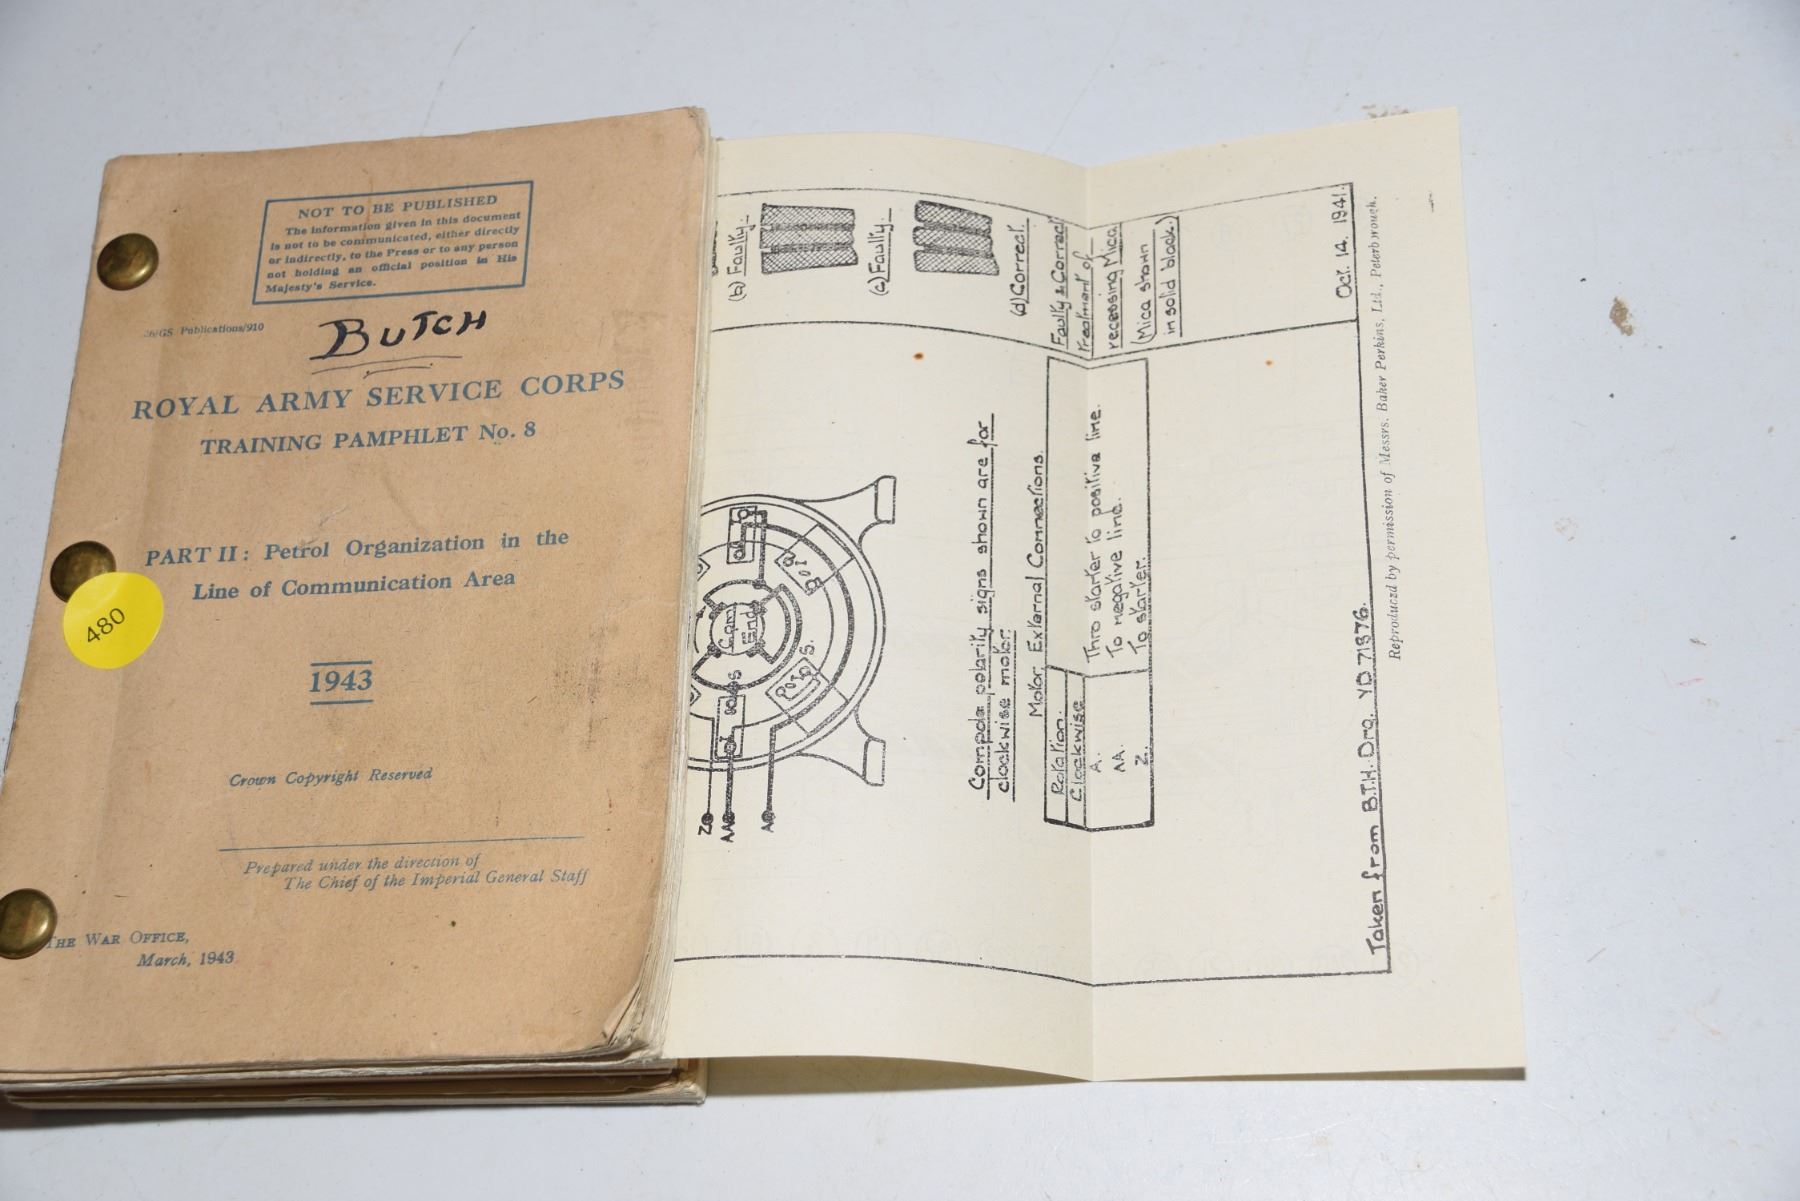 NOT TO BE PUBLISHED
The information given in this document
is not to be communicated, either directly
or indirectly, to the Press or to any person
not holding an official position in His
Majesty's Service.
GS Publications/910
BUTCH
ROYAL ARMY SERVICE CORPS
TRAINING PAMPHLET No. 8
PART II: Petrol Organization in the
Line of Communication Area
480
1943
Crown Copyright Reserved
Prepared under the direction of
The Chief of the Imperial General Staff
THE WAR OFFICE,
March, 1943
(b) Faulty.
(c) Faulty.
(d) Correct.
Faulty & Correct
treatment of
recessing Mica
(Mica shown
in solid black.)
Com
End
Z
AA
A
Compole polarity signs shown are for
clockwise motor.
Motor External Connections.
Rotation.
Clockwise
A. Thro starter to positive line.
AA. To negative line.
Z. To starter.
Taken from B.T.H. Drg. YD 71376.
Oct. 14. 1941.
Reproduced by permission of Messrs. Baker Perkins, Ltd., Peterborough.